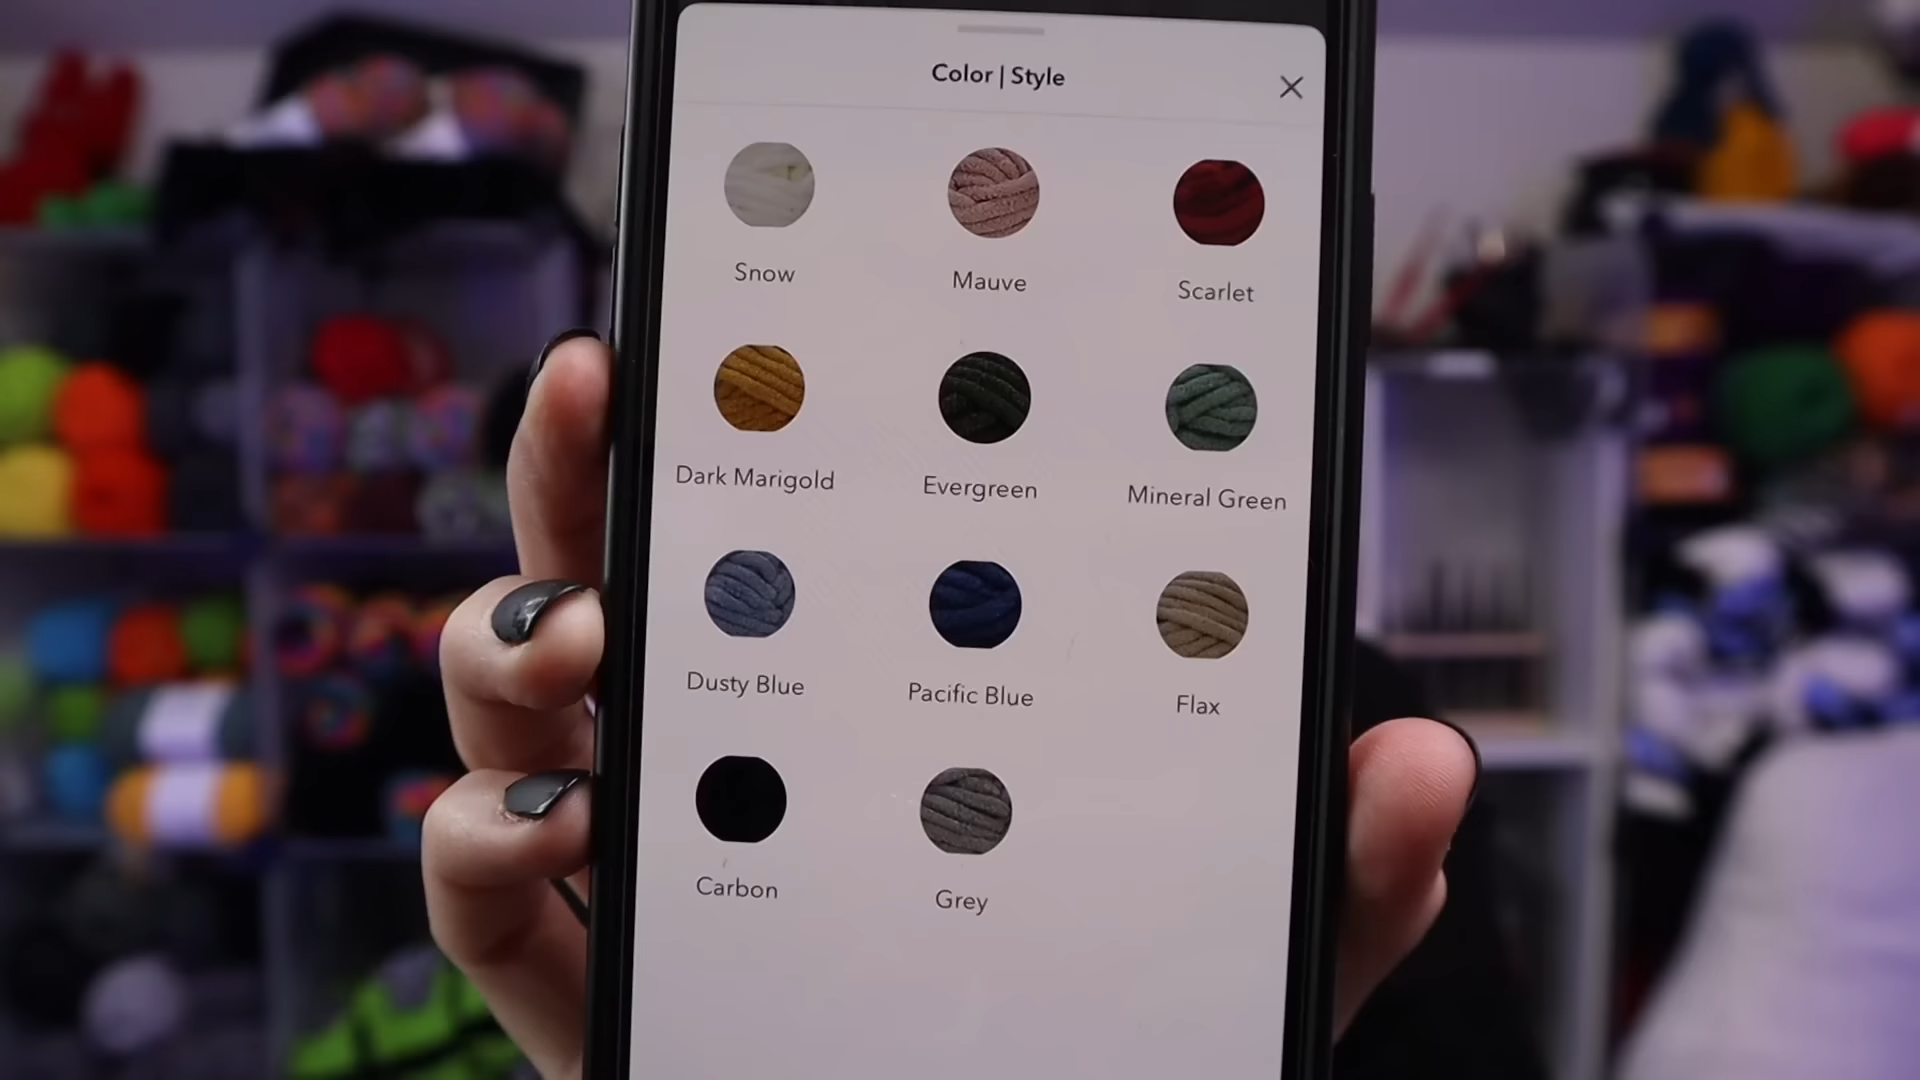 Color | Style
Snow
Mauve
Scarlet
Dark Marigold
Evergreen
Mineral Green
Dusty Blue
Pacific Blue
Flax
Carbon
Grey